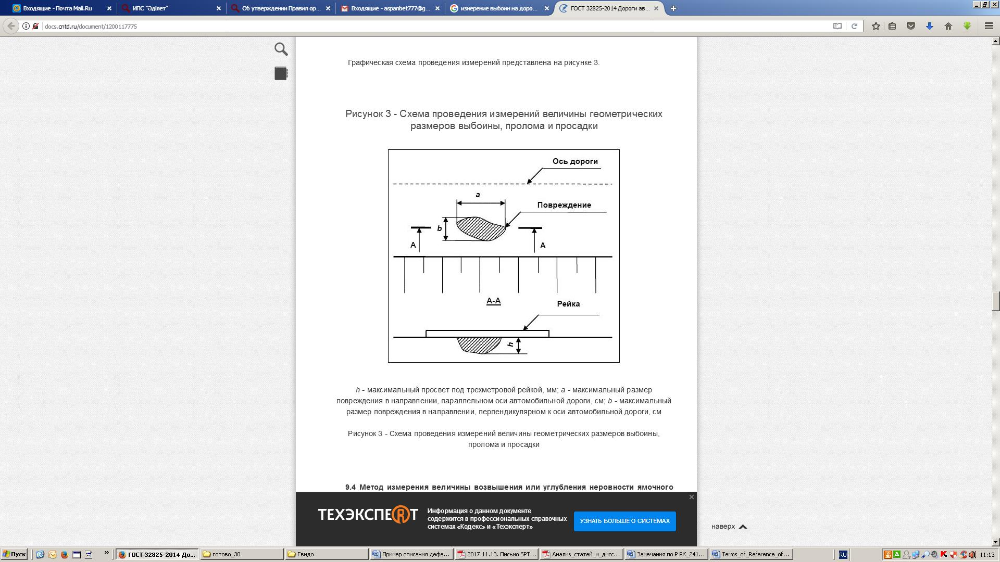 Входящие - Почта Mail.Ru
ИПС "Әділет"
Об утверждении Правил ор...
Входящие - aspanbet777@g...
измерение выбоин на доро...
ГОСТ 32825-2014 Дороги ав...
docs.cntd.ru/document/1200117775
Графическая схема проведения измерений представлена на рисунке 3.
Рисунок 3 - Схема проведения измерений величины геометрических
размеров выбоины, пролома и просадки
Ось дороги
a
Повреждение
b
А
А
А-А
Рейка
h
h - максимальный просвет под трехметровой рейкой, мм; a - максимальный размер
повреждения в направлении, параллельном оси автомобильной дороги, см; b - максимальный
размер повреждения в направлении, перпендикулярном к оси автомобильной дороги, см
Рисунок 3 - Схема проведения измерений величины геометрических размеров выбоины,
пролома и просадки
9.4 Метод измерения величины возвышения или углубления неровности ямочного
ТЕХЭКСПЕRТ
Информация о данном документе
содержится в профессиональных справочных
системах «Кодекс» и «Техэксперт»
УЗНАТЬ БОЛЬШЕ О СИСТЕМАХ
наверх
Пуск
»
ГОСТ 32825-2014 До...
готово_30
Гвидо
Пример описания дефе...
2017.11.13. Письмо SPT...
Анализ_статей_и_дисс...
Замечания по Р РК_241...
Terms_of_Reference_of...
RU
11:13